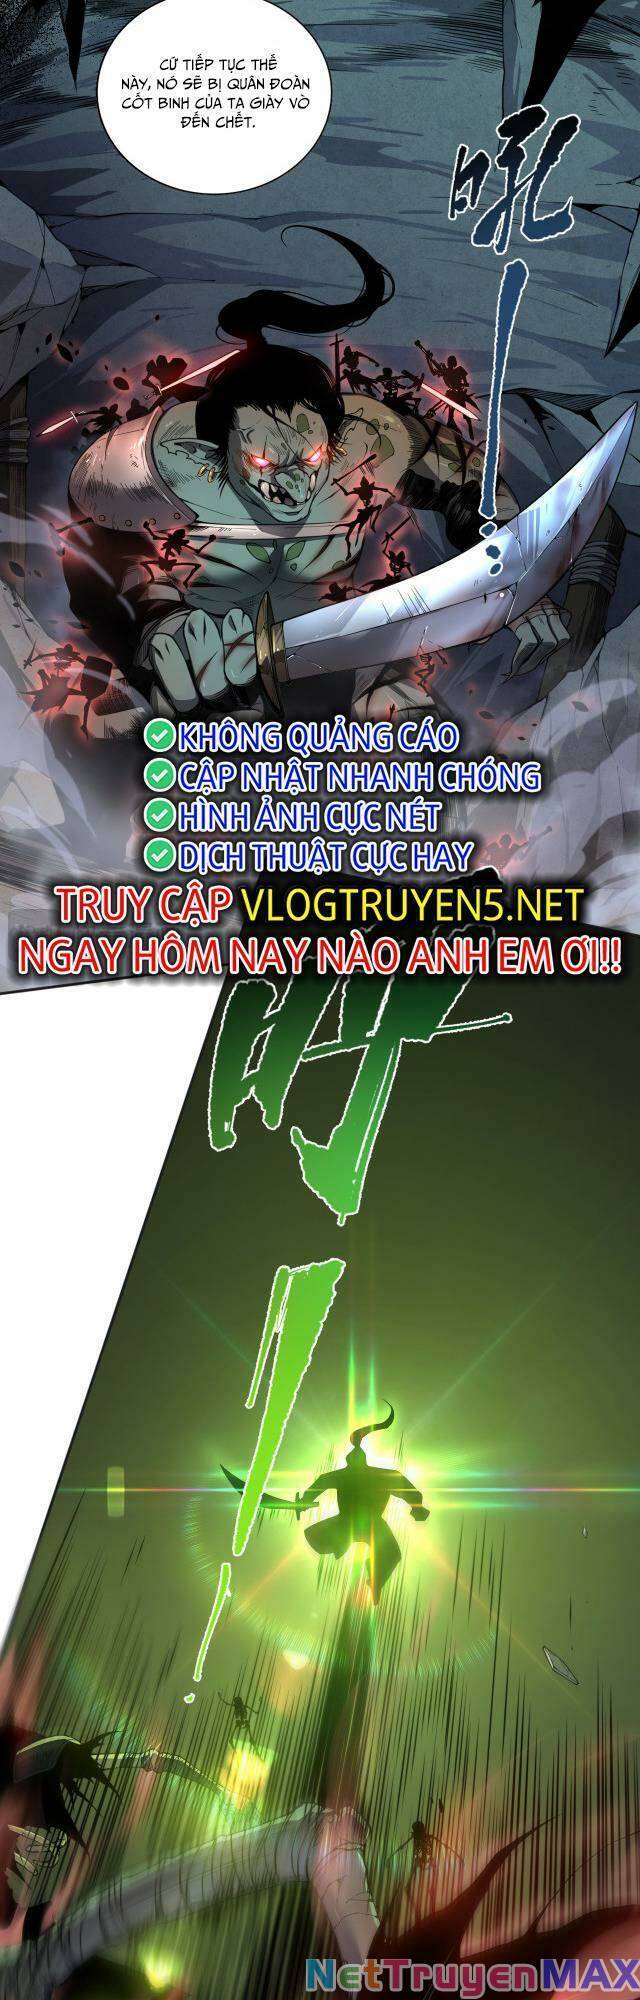 CỨ TIẾP TỤC THẾ
NÀY, NÓ SẼ BỊ QUÂN ĐOÀN
CỐT BINH CỦA TA GIÀY VÒ
ĐẾN CHẾT.
吼
KHÔNG QUẢNG CÁO
CẬP NHẬT NHANH CHÓNG
HÌNH ẢNH CỰC NÉT
DỊCH THUẬT CỰC HAY
TRUY CẬP VLOGTRUYEN5.NET
NGAY HÔM NAY NÀO ANH EM ƠI!!
NetTruyenMAX